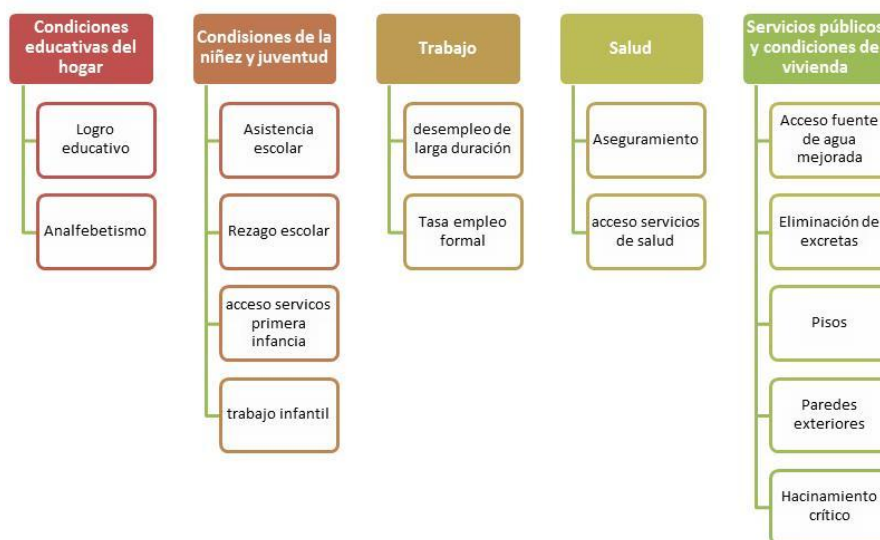 Condiciones
educativas del
hogar
Logro
educativo
Analfebetismo
Condisiones de la
niñez y juventud
Asistencia
escolar
Rezago escolar
acceso servicos
primera
infancia
trabajo infantil
Trabajo
desempleo de
larga duración
Tasa empleo
formal
Salud
Aseguramiento
acceso servicios
de salud
Servicios públicos
y condiciones de
vivienda
Acceso fuente
de agua
mejorada
Eliminación de
excretas
Pisos
Paredes
exteriores
Hacinamiento
crítico